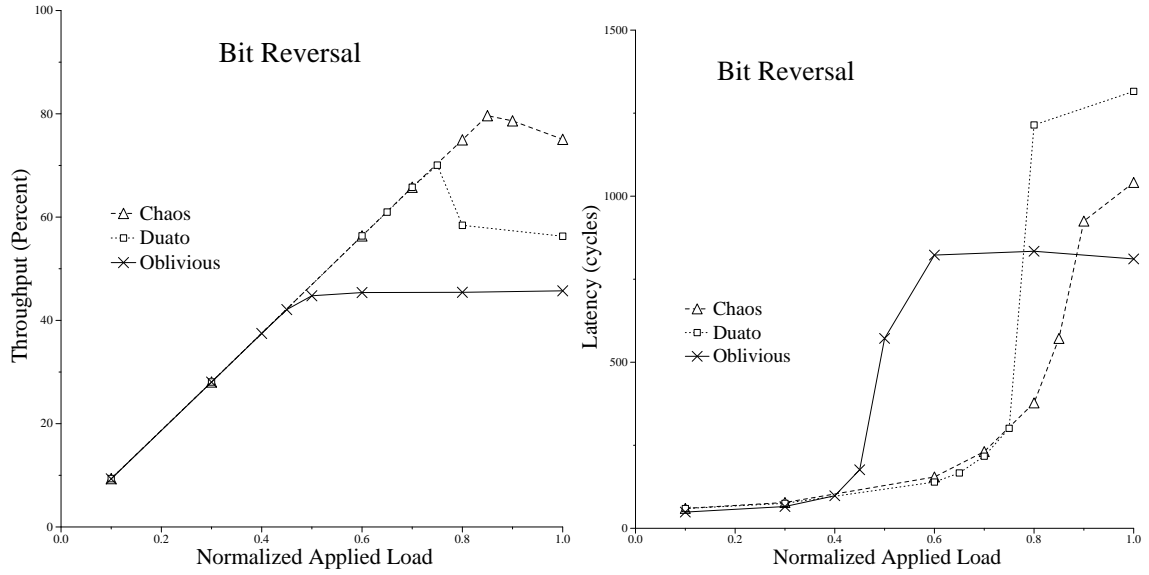 Bit Reversal
100
80
60
40
20
0
Throughput (Percent)
Chaos
Duato
Oblivious
0.0 0.2 0.4 0.6 0.8 1.0
Normalized Applied Load
Bit Reversal
1500
1000
500
0
Latency (cycles)
Chaos
Duato
Oblivious
0.0 0.2 0.4 0.6 0.8 1.0
Normalized Applied Load